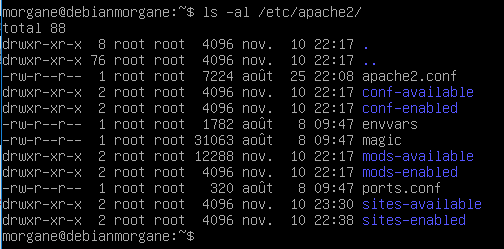 morgane@debianmorgane:~$ ls -al /etc/apache2/
total 88
drwxr-xr-x  8 root root  4096 nov.  10 22:17 .
drwxr-xr-x 76 root root  4096 nov.  10 22:17 ..
-rw-r--r--  1 root root  7224 août  25 22:08 apache2.conf
drwxr-xr-x  2 root root  4096 nov.  10 22:17 conf-available
drwxr-xr-x  2 root root  4096 nov.  10 22:17 conf-enabled
-rw-r--r--  1 root root  1782 août   8 09:47 envvars
-rw-r--r--  1 root root 31063 août   8 09:47 magic
drwxr-xr-x  2 root root 12288 nov.  10 22:17 mods-available
drwxr-xr-x  2 root root  4096 nov.  10 22:17 mods-enabled
-rw-r--r--  1 root root   320 août   8 09:47 ports.conf
drwxr-xr-x  2 root root  4096 nov.  10 23:30 sites-available
drwxr-xr-x  2 root root  4096 nov.  10 22:38 sites-enabled
morgane@debianmorgane:~$